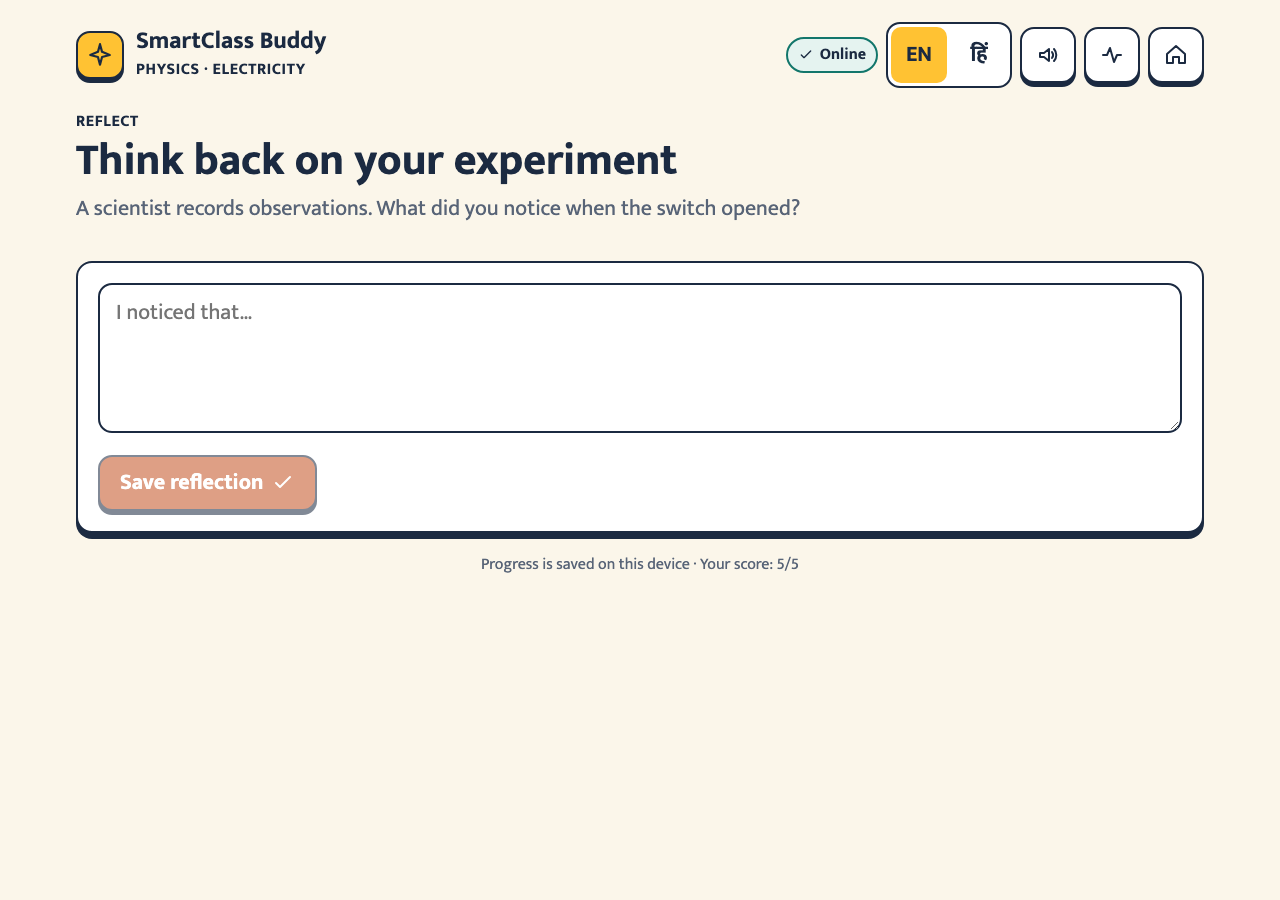 SmartClass Buddy
PHYSICS · ELECTRICITY
Online
EN
हिं
REFLECT
Think back on your experiment
A scientist records observations. What did you notice when the switch opened?
I noticed that...
Save reflection
Progress is saved on this device · Your score: 5/5